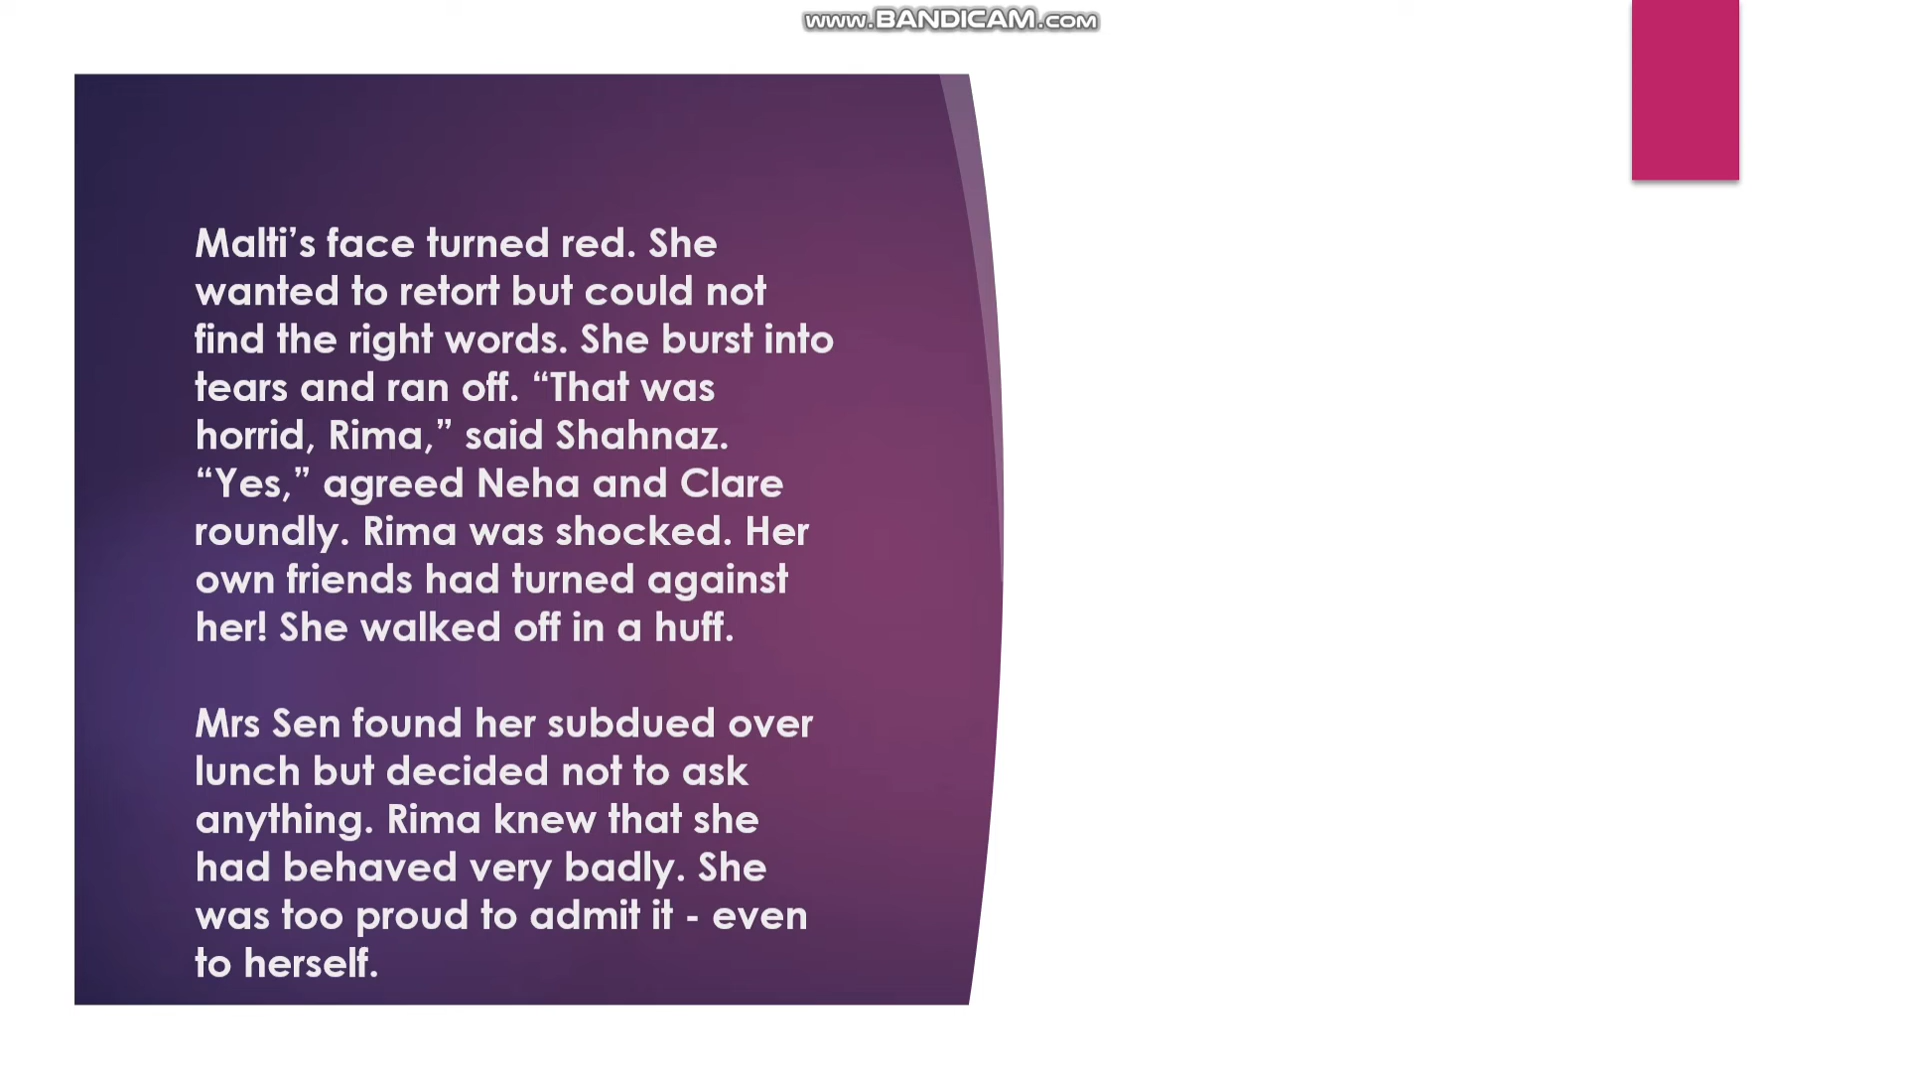 www.BANDICAM.com
Malti’s face turned red. She
wanted to retort but could not
find the right words. She burst into
tears and ran off. “That was
horrid, Rima,” said Shahnaz.
“Yes,” agreed Neha and Clare
roundly. Rima was shocked. Her
own friends had turned against
her! She walked off in a huff.
Mrs Sen found her subdued over
lunch but decided not to ask
anything. Rima knew that she
had behaved very badly. She
was too proud to admit it - even
to herself.